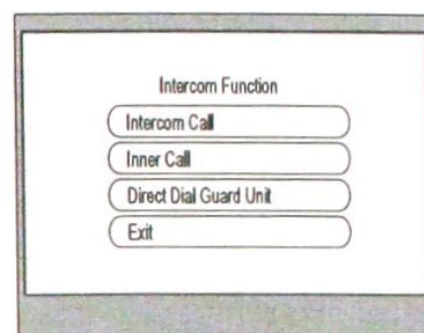 Intercom Function
Intercom Call
Inner Call
Direct Dial Guard Unit
Exit